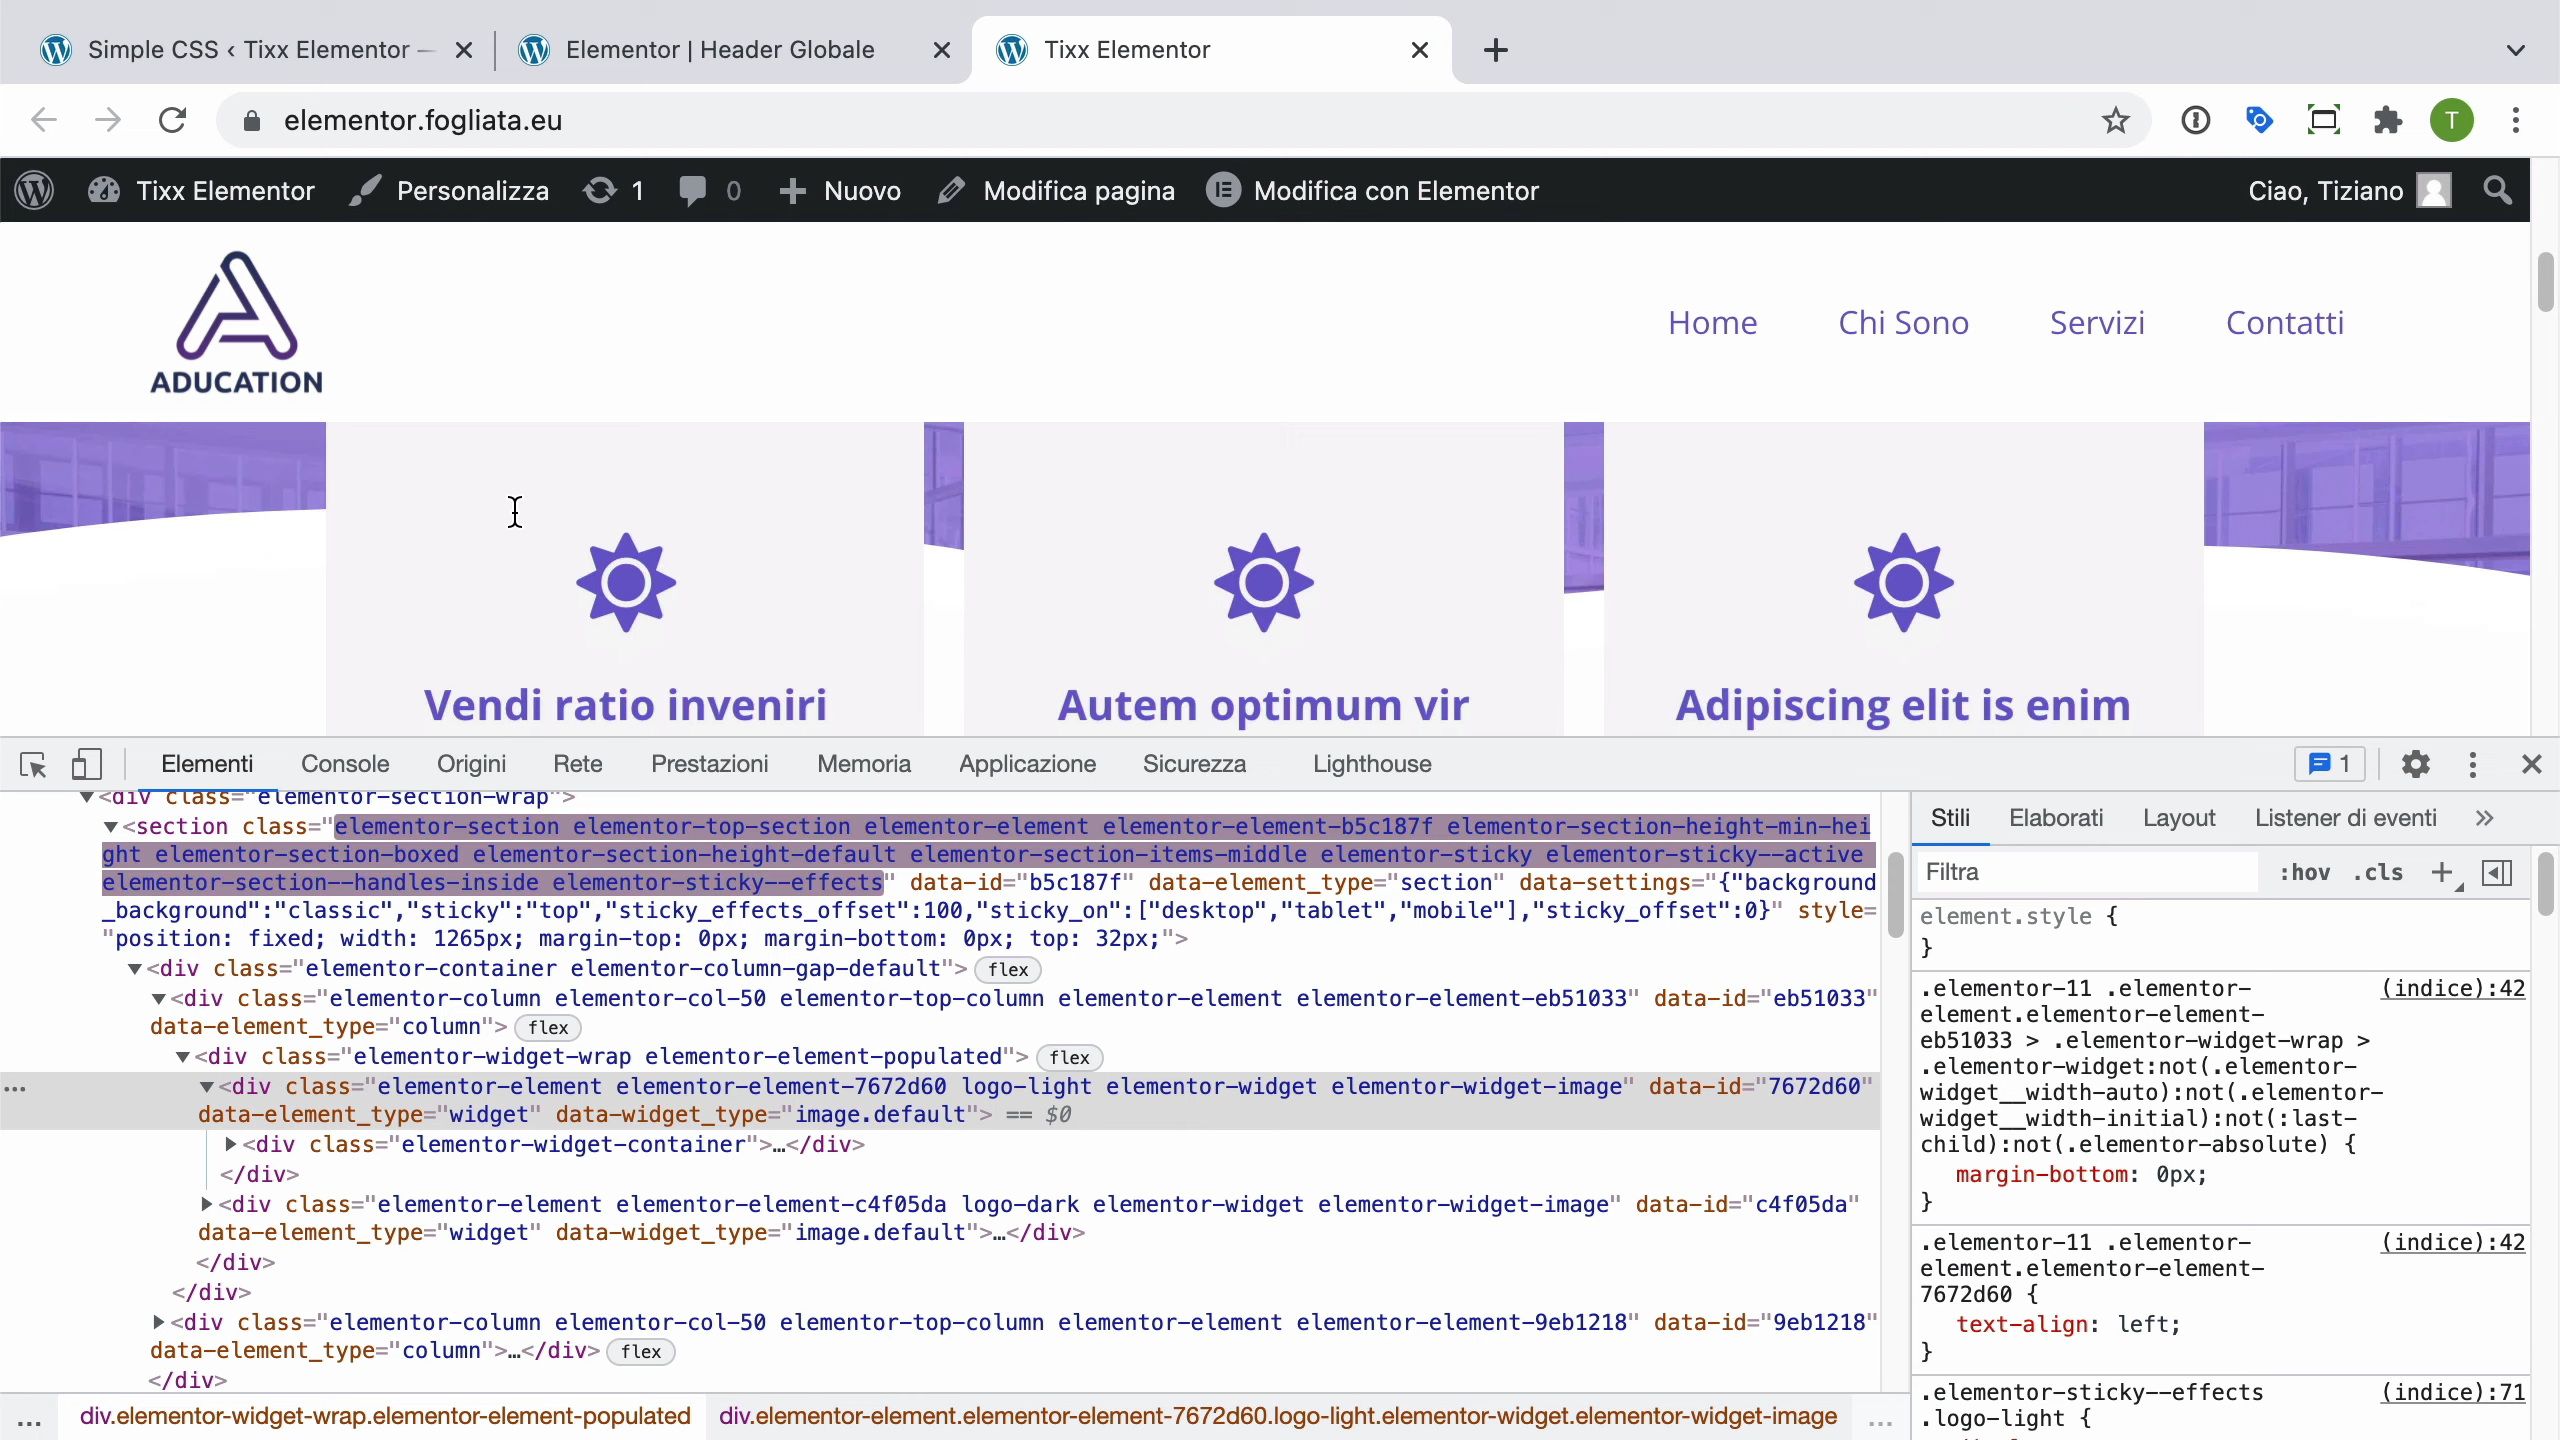 Simple CSS ‹ Tixx Elementor —
Elementor | Header Globale
Tixx Elementor
elementor.fogliata.eu
T
Tixx Elementor
Personalizza
1
0
Nuovo
Modifica pagina
Modifica con Elementor
Ciao, Tiziano
ADUCATION
Home
Chi Sono
Servizi
Contatti
Vendi ratio inveniri
Autem optimum vir
Adipiscing elit is enim
Elementi
Console
Origini
Rete
Prestazioni
Memoria
Applicazione
Sicurezza
Lighthouse
1
▼<div class="elementor-section-wrap">
▼<section class="elementor-section elementor-top-section elementor-element elementor-element-b5c187f elementor-section-height-min-hei
ght elementor-section-boxed elementor-section-height-default elementor-section-items-middle elementor-sticky elementor-sticky--active
elementor-section--handles-inside elementor-sticky--effects" data-id="b5c187f" data-element_type="section" data-settings="{"background
_background":"classic","sticky":"top","sticky_effects_offset":100,"sticky_on":["desktop","tablet","mobile"],"sticky_offset":0}" style=
"position: fixed; width: 1265px; margin-top: 0px; margin-bottom: 0px; top: 32px;">
▼<div class="elementor-container elementor-column-gap-default"> flex
▼<div class="elementor-column elementor-col-50 elementor-top-column elementor-element elementor-element-eb51033" data-id="eb51033"
data-element_type="column"> flex
▼<div class="elementor-widget-wrap elementor-element-populated"> flex
… ▼<div class="elementor-element elementor-element-7672d60 logo-light elementor-widget elementor-widget-image" data-id="7672d60"
data-element_type="widget" data-widget_type="image.default"> == $0
▶<div class="elementor-widget-container">…</div>
</div>
▶<div class="elementor-element elementor-element-c4f05da logo-dark elementor-widget elementor-widget-image" data-id="c4f05da"
data-element_type="widget" data-widget_type="image.default">…</div>
</div>
</div>
▶<div class="elementor-column elementor-col-50 elementor-top-column elementor-element elementor-element-9eb1218" data-id="9eb1218"
data-element_type="column">…</div> flex
</div>
… div.elementor-widget-wrap.elementor-element-populated div.elementor-element.elementor-element-7672d60.logo-light.elementor-widget.elementor-widget-image …
Stili
Elaborati
Layout
Listener di eventi
»
Filtra
:hov
.cls
element.style {
}
.elementor-11 .elementor- (indice):42
element.elementor-element-
eb51033 > .elementor-widget-wrap >
.elementor-widget:not(.elementor-
widget__width-auto):not(.elementor-
widget__width-initial):not(:last-
child):not(.elementor-absolute) {
margin-bottom: 0px;
}
.elementor-11 .elementor- (indice):42
element.elementor-element-
7672d60 {
text-align: left;
}
.elementor-sticky--effects (indice):71
.logo-light {